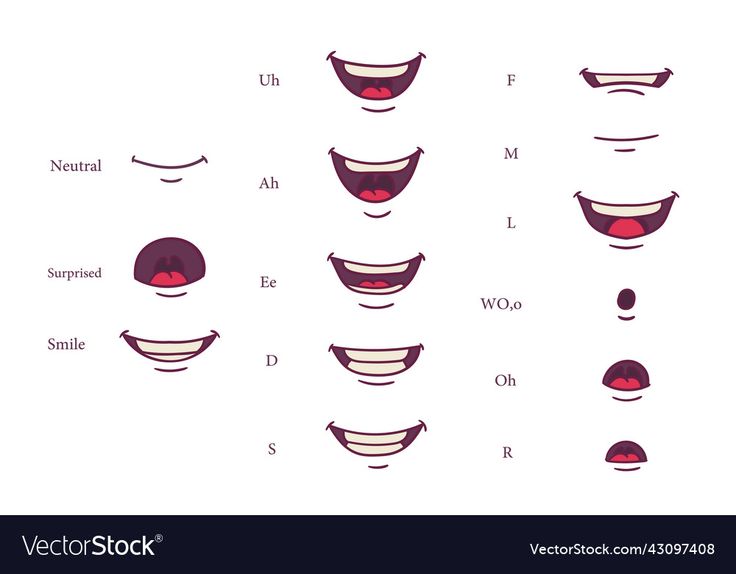 Neutral
Surprised
Smile
Uh
Ah
Ee
D
S
F
M
L
WO,o
Oh
R
VectorStock®
VectorStock.com/43097408